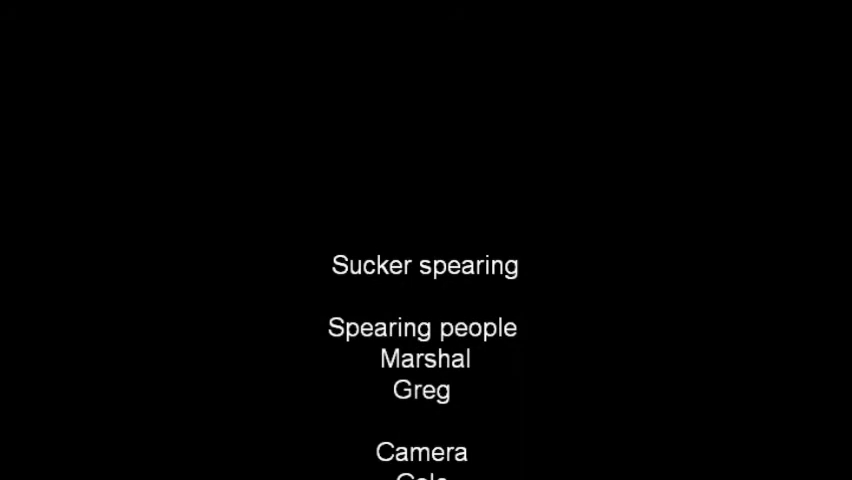 Sucker spearing
Spearing people
Marshal
Greg
Camera